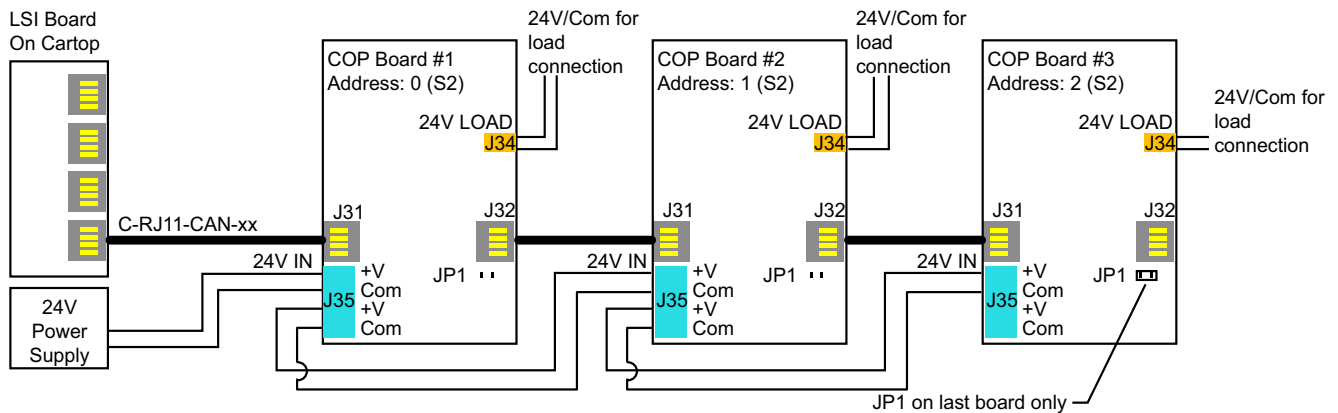 LSI Board
On Cartop
C-RJ11-CAN-xx
24V
Power
Supply
COP Board #1
Address: 0 (S2)
24V LOAD
J34
J31
J32
24V IN
JP1
J35
+V
Com
+V
Com
24V/Com for
load
connection
COP Board #2
Address: 1 (S2)
24V LOAD
J34
J31
J32
24V IN
JP1
J35
+V
Com
+V
Com
24V/Com for
load
connection
COP Board #3
Address: 2 (S2)
24V LOAD
J34
J31
J32
24V IN
JP1
J35
+V
Com
+V
Com
24V/Com for
load
connection
JP1 on last board only